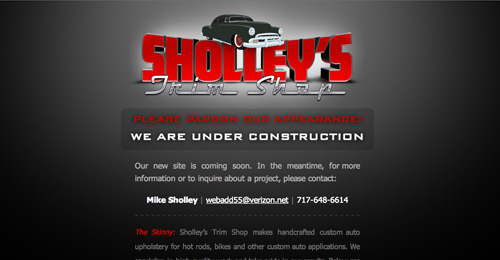 SHOLLEY'S
Trim Shop
PLEASE PARDON OUR APPEARANCE:
WE ARE UNDER CONSTRUCTION
Our new site is coming soon. In the meantime, for more
information or to inquire about a project, please contact:
Mike Sholley | webadd55@verizon.net | 717-648-6614
The Skinny: Sholley's Trim Shop makes handcrafted custom auto
upholstery for hot rods, bikes and other custom auto applications. We